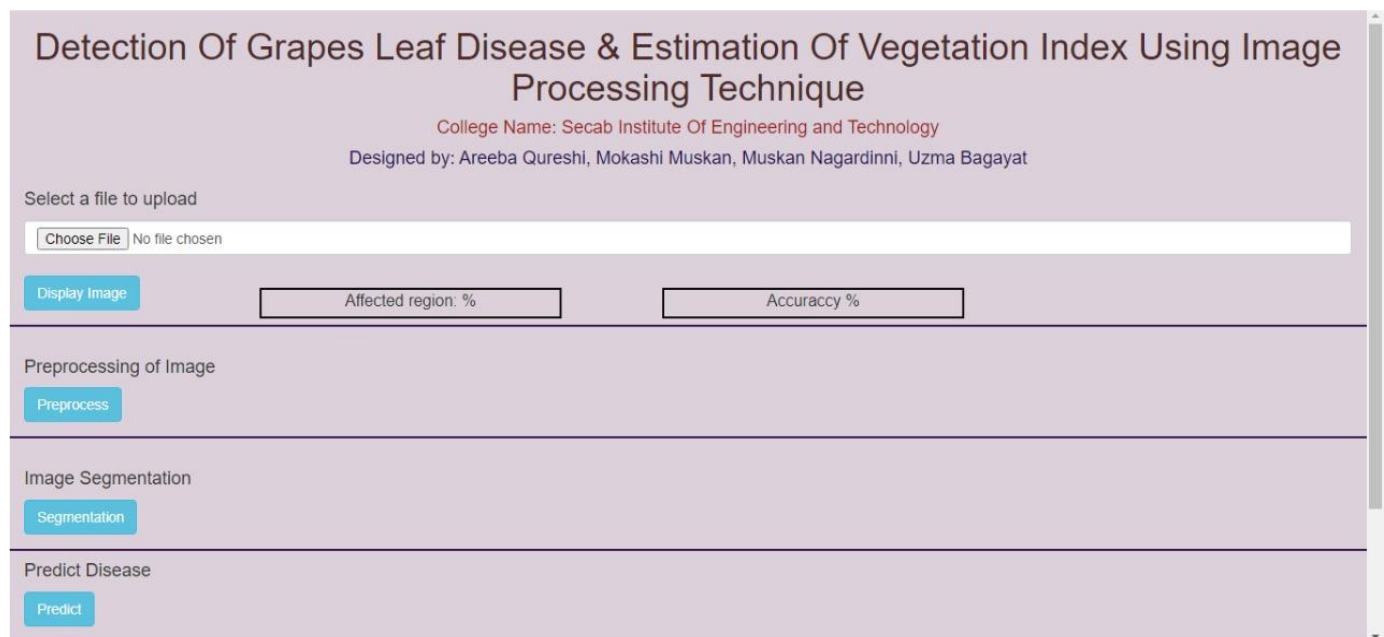 Detection Of Grapes Leaf Disease & Estimation Of Vegetation Index Using Image
Processing Technique
College Name: Secab Institute Of Engineering and Technology
Designed by: Areeba Qureshi, Mokashi Muskan, Muskan Nagardinni, Uzma Bagayat
Select a file to upload
Choose File No file chosen
Display Image Affected region: % Accuraccy %
Preprocessing of Image
Preprocess
Image Segmentation
Segmentation
Predict Disease
Predict